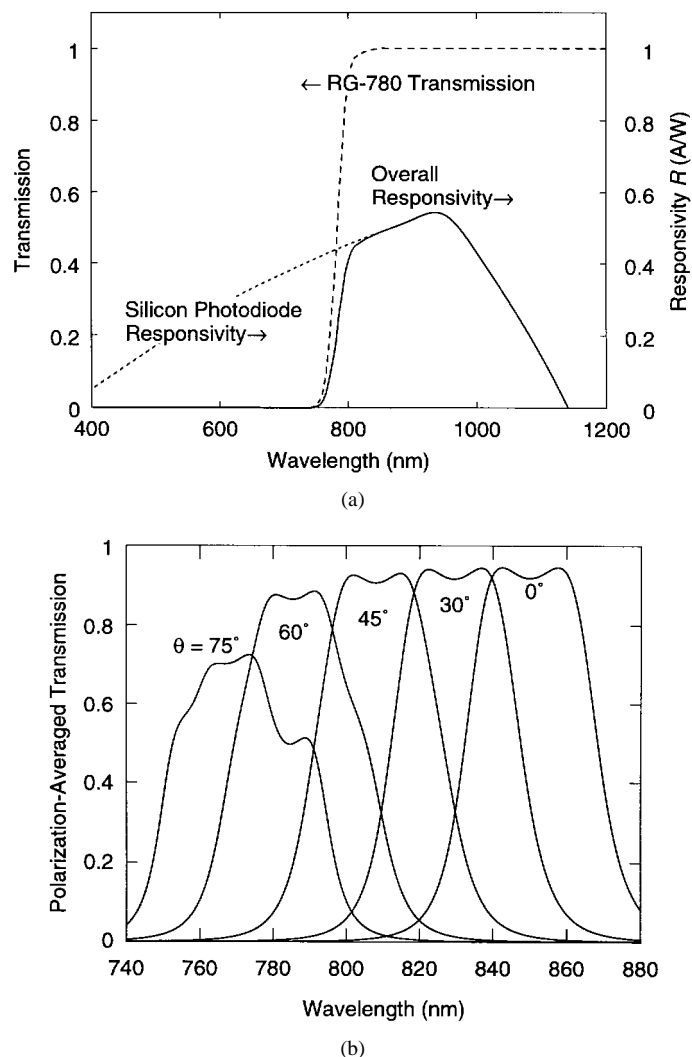 1
0.8
0.6
0.4
0.2
0
Transmission
← RG-780 Transmission
Overall
Responsivity→
Silicon Photodiode
Responsivity→
1
0.8
0.6
0.4
0.2
0
Responsivity R (A/W)
400 600 800 1000 1200
Wavelength (nm)
(a)
1
0.8
0.6
0.4
0.2
0
Polarization-Averaged Transmission
θ = 75° 60° 45° 30° 0°
740 760 780 800 820 840 860 880
Wavelength (nm)
(b)